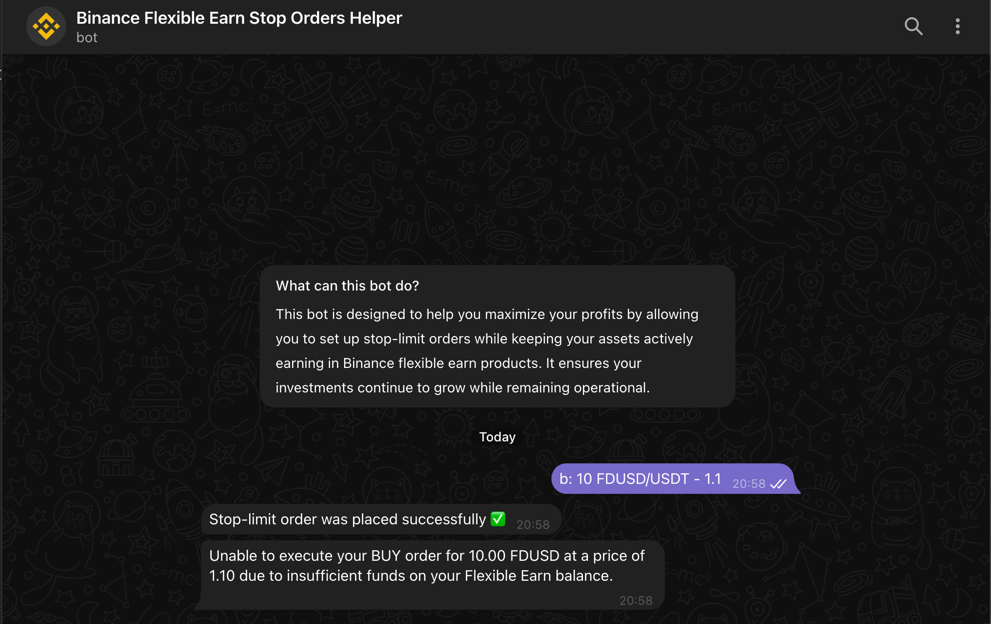 Binance Flexible Earn Stop Orders Helper
bot
What can this bot do?
This bot is designed to help you maximize your profits by allowing
you to set up stop-limit orders while keeping your assets actively
earning in Binance flexible earn products. It ensures your
investments continue to grow while remaining operational.
Today
b: 10 FDUSD/USDT - 1.1 20:58
Stop-limit order was placed successfully ✅ 20:58
Unable to execute your BUY order for 10.00 FDUSD at a price of
1.10 due to insufficient funds on your Flexible Earn balance.
20:58